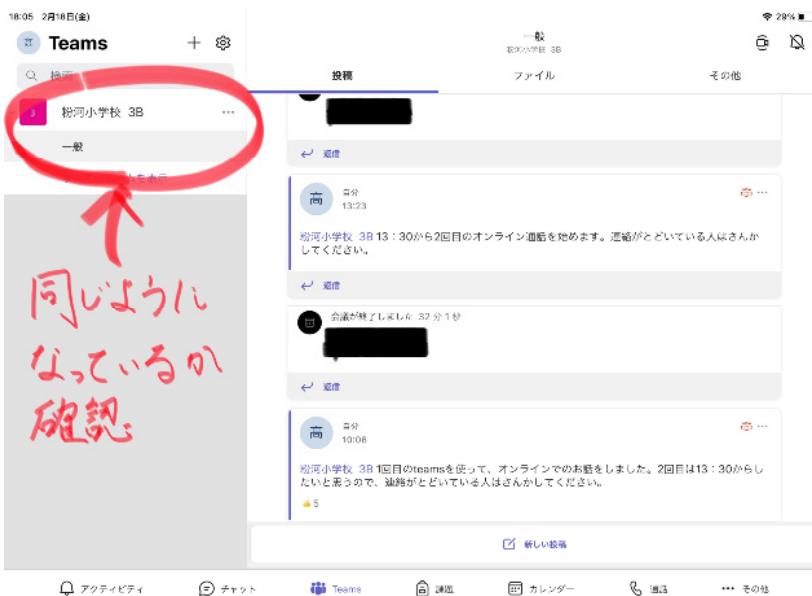 18:05 2月18日(金)
29%
高 Teams
検索
3 粉河小学校 3B
一般
を表示
同じように
なっているか
確認
一般
粉河小学校 3B
投稿 ファイル その他
返信
高 自分
13:23
粉河小学校 3B 13：30から2回目のオンライン通話を始めます。連絡がとどいている人はさんか
してください。
返信
会議が終了しました 32 分 1 秒
返信
高 自分
10:06
粉河小学校 3B 1回目のteamsを使って、オンラインでのお話をしました。2回目は13：30からし
たいと思うので、連絡がとどいている人はさんかしてください。
5
新しい投稿
アクティビティ チャット Teams 課題 カレンダー 通話 その他